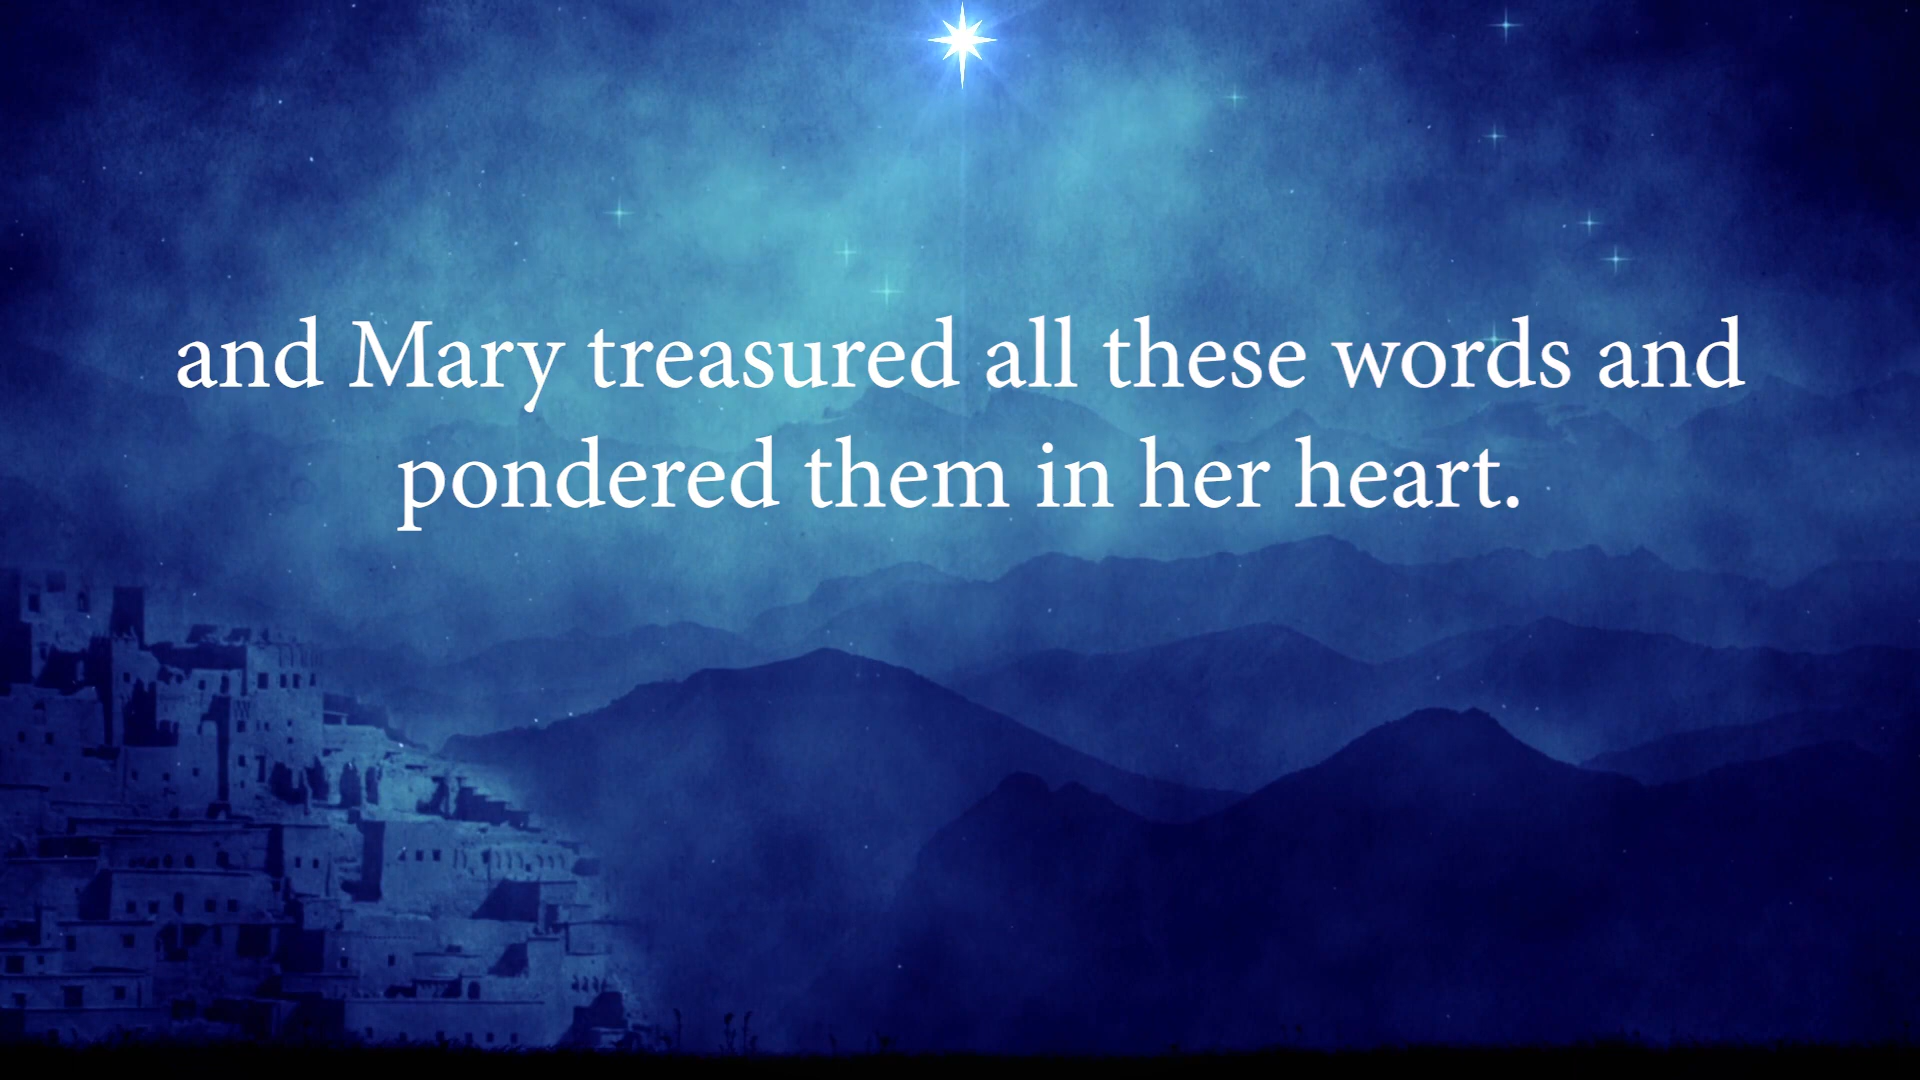 and Mary treasured all these words and
pondered them in her heart.